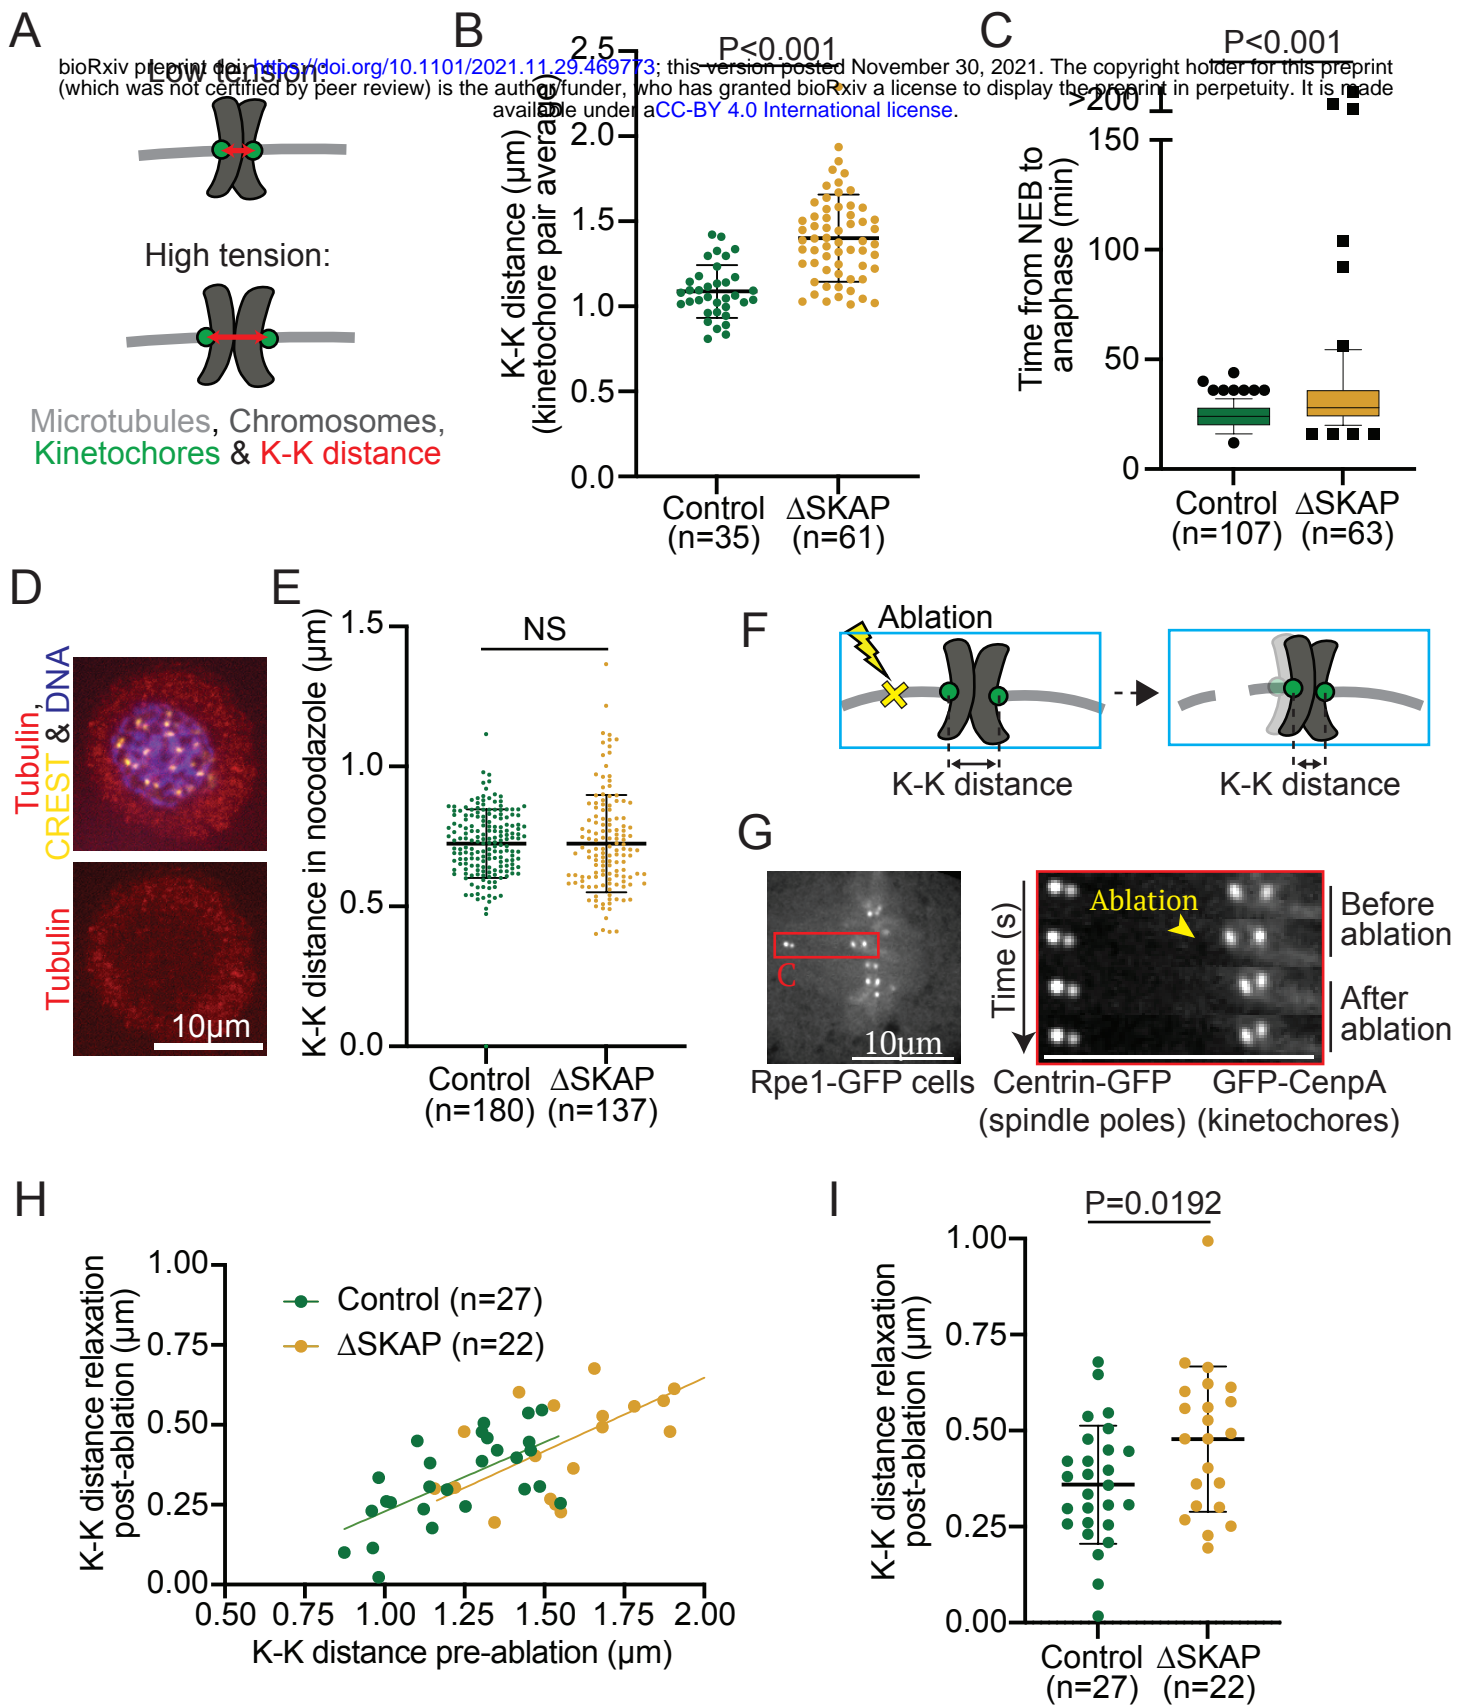 bioRxiv preprint doi: https://doi.org/10.1101/2021.11.29.469773; this version posted November 30, 2021. The copyright holder for this preprint
(which was not certified by peer review) is the author/funder, who has granted bioRxiv a license to display the preprint in perpetuity. It is made
available under aCC-BY 4.0 International license.
A
Low tension:
High tension:
Microtubules, Chromosomes,
Kinetochores & K-K distance
B
P<0.001
K-K distance (µm)
(kinetochore pair average)
2.5
2.0
1.5
1.0
0.5
0.0
Control
(n=35)
ΔSKAP
(n=61)
C
P<0.001
Time from NEB to
anaphase (min)
>200
150
100
50
0
Control
(n=107)
ΔSKAP
(n=63)
D
Tubulin,
CREST & DNA
Tubulin
10µm
E
NS
K-K distance in nocodazole (µm)
1.5
1.0
0.5
0.0
Control
(n=180)
ΔSKAP
(n=137)
F
Ablation
K-K distance
K-K distance
G
C
10µm
Rpe1-GFP cells
Time (s)
Ablation
Before
ablation
After
ablation
Centrin-GFP
(spindle poles)
GFP-CenpA
(kinetochores)
H
K-K distance relaxation
post-ablation (µm)
1.00
0.75
0.50
0.25
0.00
Control (n=27)
ΔSKAP (n=22)
0.50 0.75 1.00 1.25 1.50 1.75 2.00
K-K distance pre-ablation (µm)
I
P=0.0192
K-K distance relaxation
post-ablation (µm)
1.00
0.75
0.50
0.25
0.00
Control
(n=27)
ΔSKAP
(n=22)